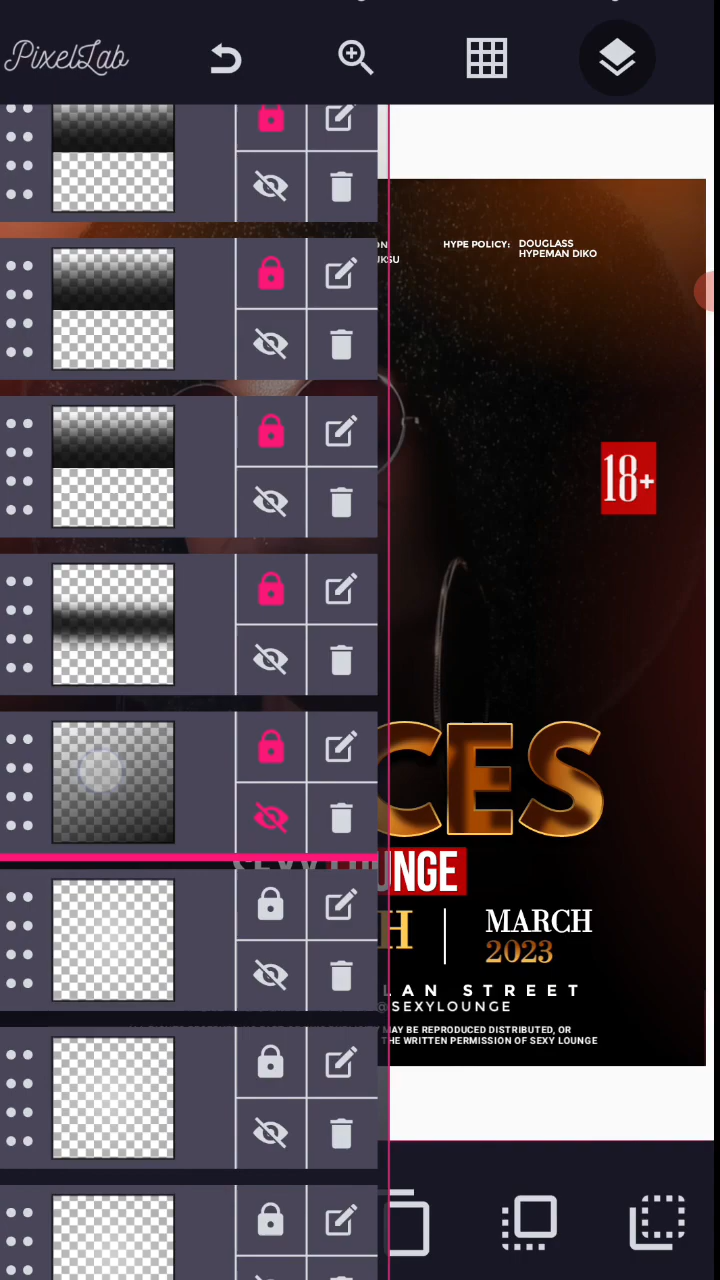 PixelLab
HYPE POLICY: DOUGLASS
HYPEMAN DIKO
18+
CES
UNGE
H | MARCH
2023
LAN STREET
@SEXYLOUNGE
MAY BE REPRODUCED DISTRIBUTED, OR
THE WRITTEN PERMISSION OF SEXY LOUNGE